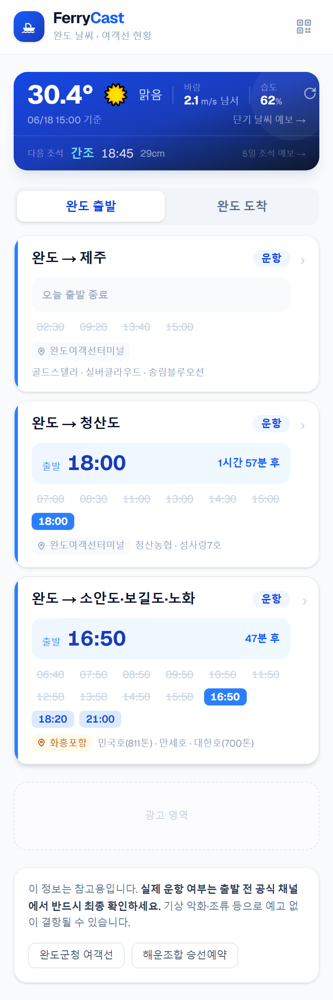 FerryCast
완도 날씨 · 여객선 현황
30.4° 맑음 바람 2.1 m/s 남서 습도 62%
06/18 15:00 기준 단기 날씨 예보 →
다음 조석 간조 18:45 29cm 5일 조석 예보 →
완도 출발 완도 도착
완도 → 제주 운항 ›
오늘 출발 종료
02:30 09:20 13:40 15:00
완도여객선터미널
골드스텔라 · 실버클라우드 · 송림블루오션
완도 → 청산도 운항 ›
출발 18:00 1시간 57분 후
07:00 08:30 11:00 13:00 14:30 15:00
18:00
완도여객선터미널 청산농협 · 섬사랑7호
완도 → 소안도·보길도·노화 운항 ›
출발 16:50 47분 후
06:40 07:50 08:50 09:50 10:50 11:50
12:50 13:50 14:50 15:50 16:50
18:20 21:00
화흥포항 민국호(811톤) · 만세호 · 대한호(700톤)
광고 영역
이 정보는 참고용입니다. 실제 운항 여부는 출발 전 공식 채널
에서 반드시 최종 확인하세요. 기상 악화·조류 등으로 예고 없
이 결항될 수 있습니다.
완도군청 여객선 해운조합 승선예약